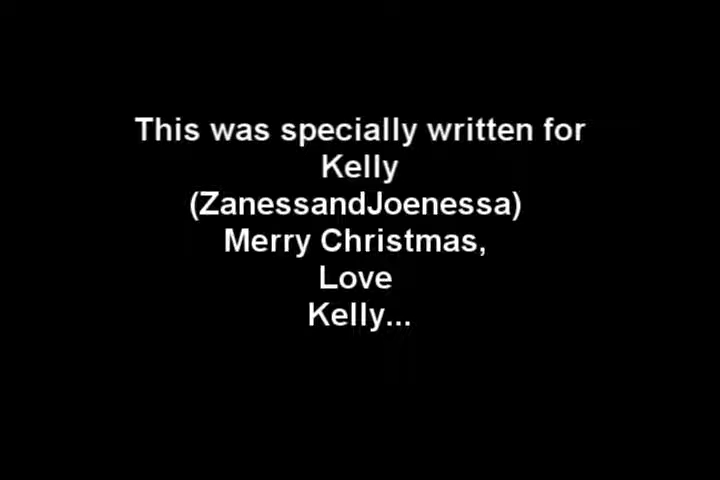 This was specially written for
Kelly
(ZanessandJoenessa)
Merry Christmas,
Love
Kelly...